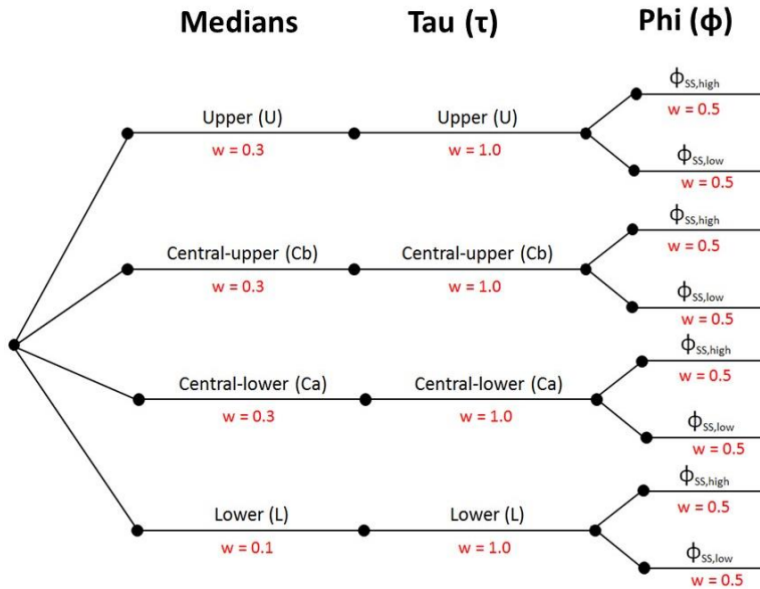 Medians Tau (τ) Phi (ϕ)
ϕSS,high
w = 0.5
Upper (U) Upper (U)
w = 0.3 w = 1.0
ϕSS,low
w = 0.5
ϕSS,high
w = 0.5
Central-upper (Cb) Central-upper (Cb)
w = 0.3 w = 1.0
ϕSS,low
w = 0.5
ϕSS,high
w = 0.5
Central-lower (Ca) Central-lower (Ca)
w = 0.3 w = 1.0
ϕSS,low
w = 0.5
ϕSS,high
w = 0.5
Lower (L) Lower (L)
w = 0.1 w = 1.0
ϕSS,low
w = 0.5